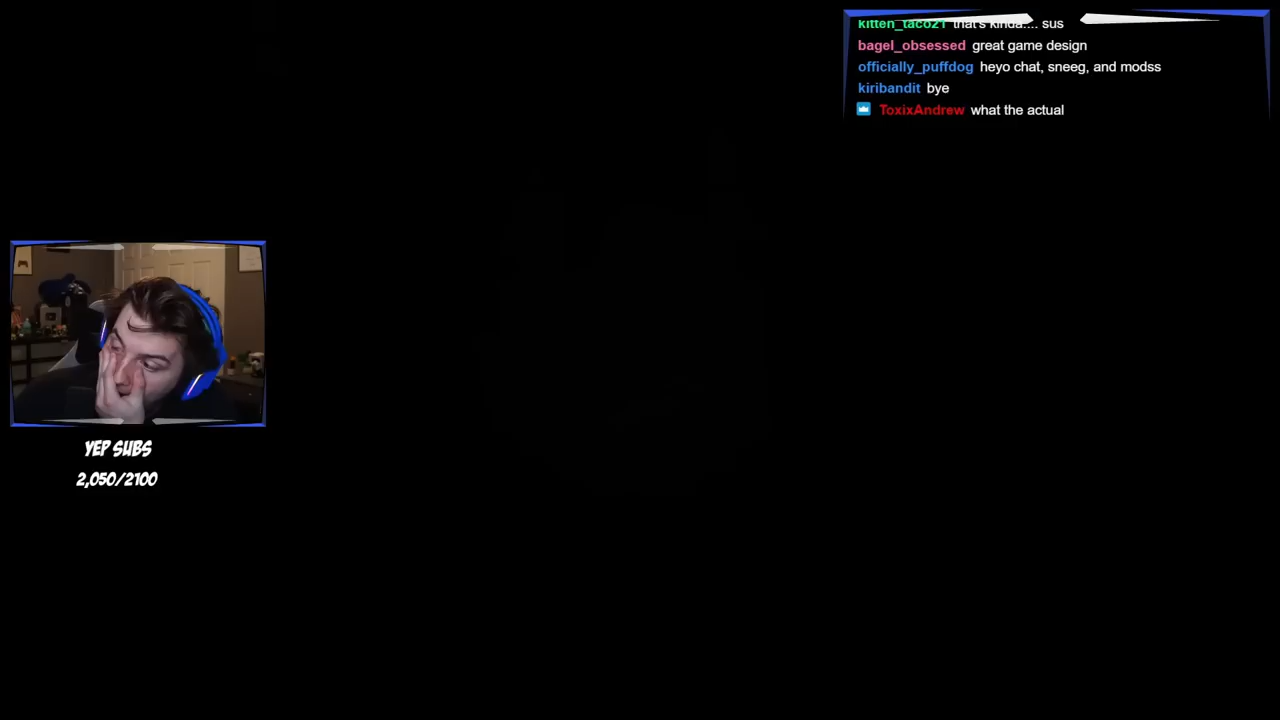 kitten_taco21 that's kinda.... sus
bagel_obsessed great game design
officially_puffdog heyo chat, sneeg, and modss
kiribandit bye
ToxixAndrew what the actual
YEP SUBS
2,050/2100